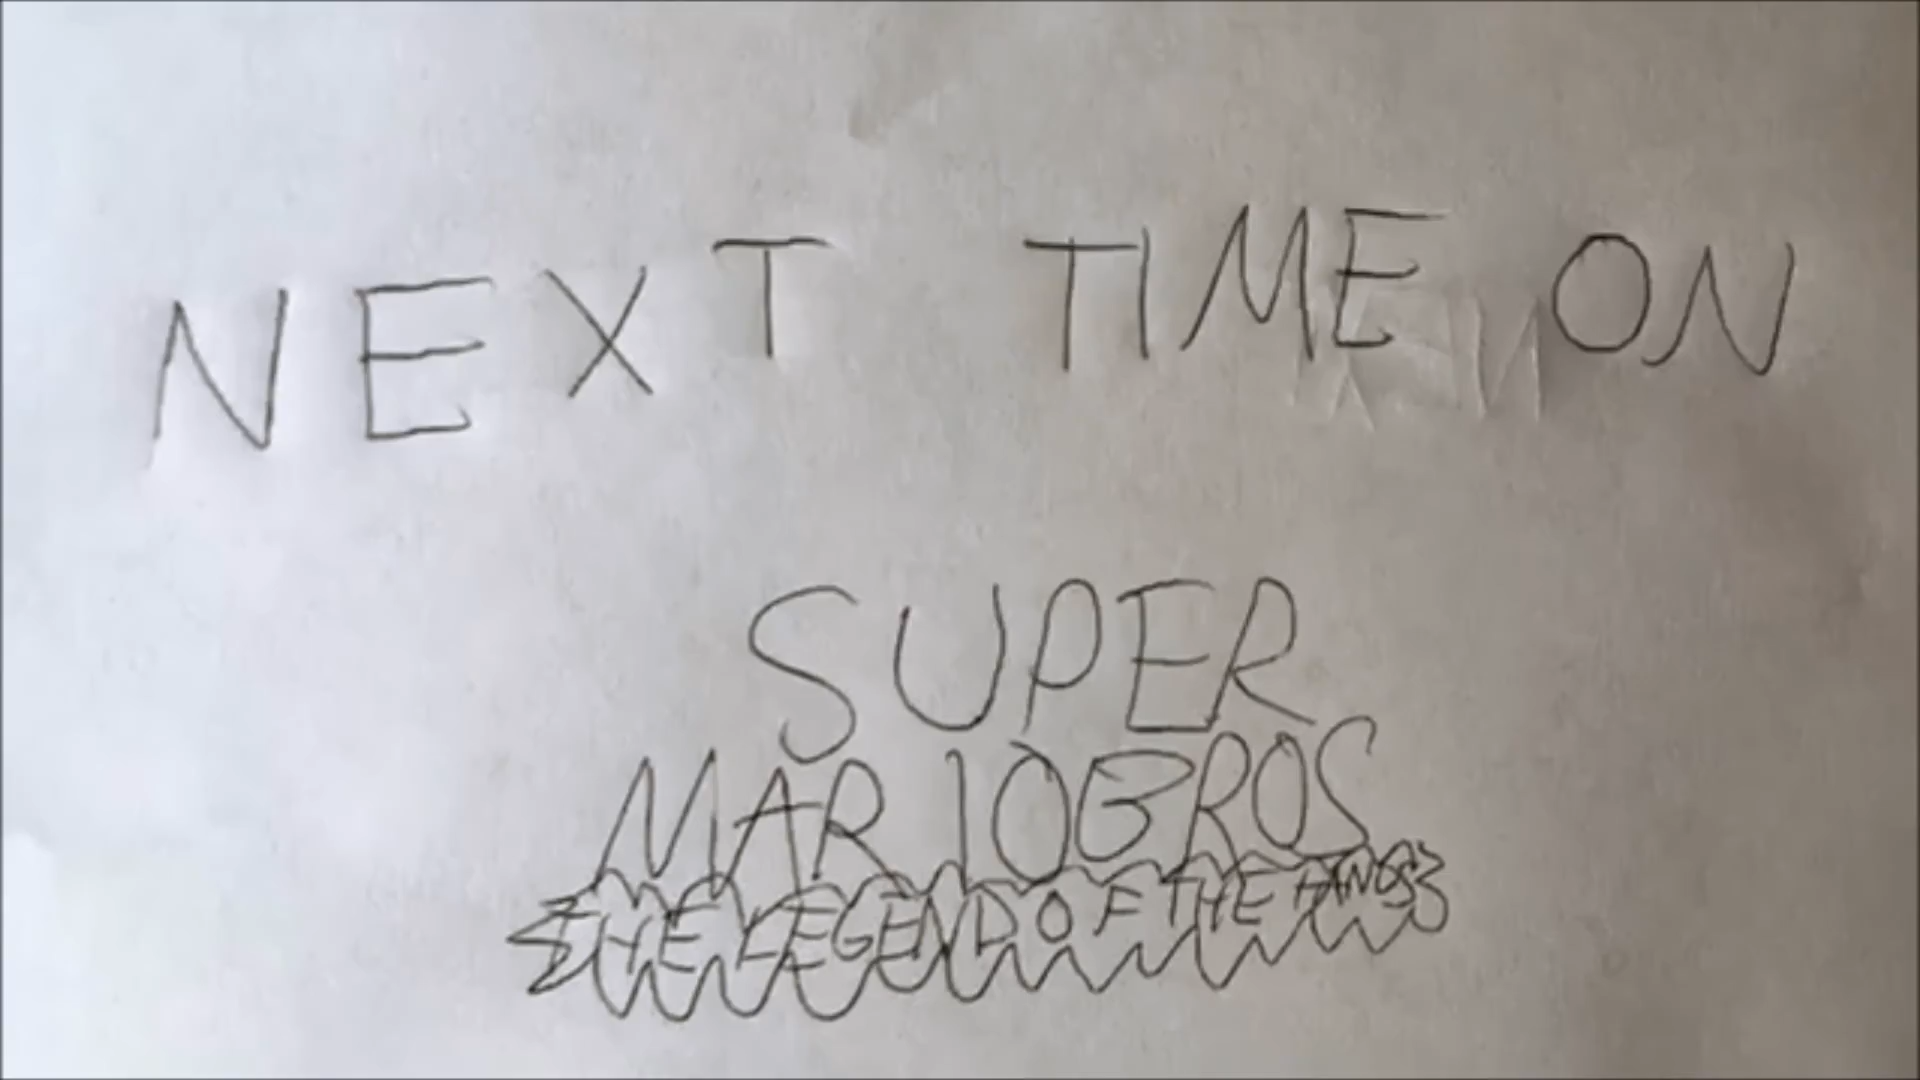 NEXT TIME ON
SUPER
MARIO BROS
THE LEGEND OF THE